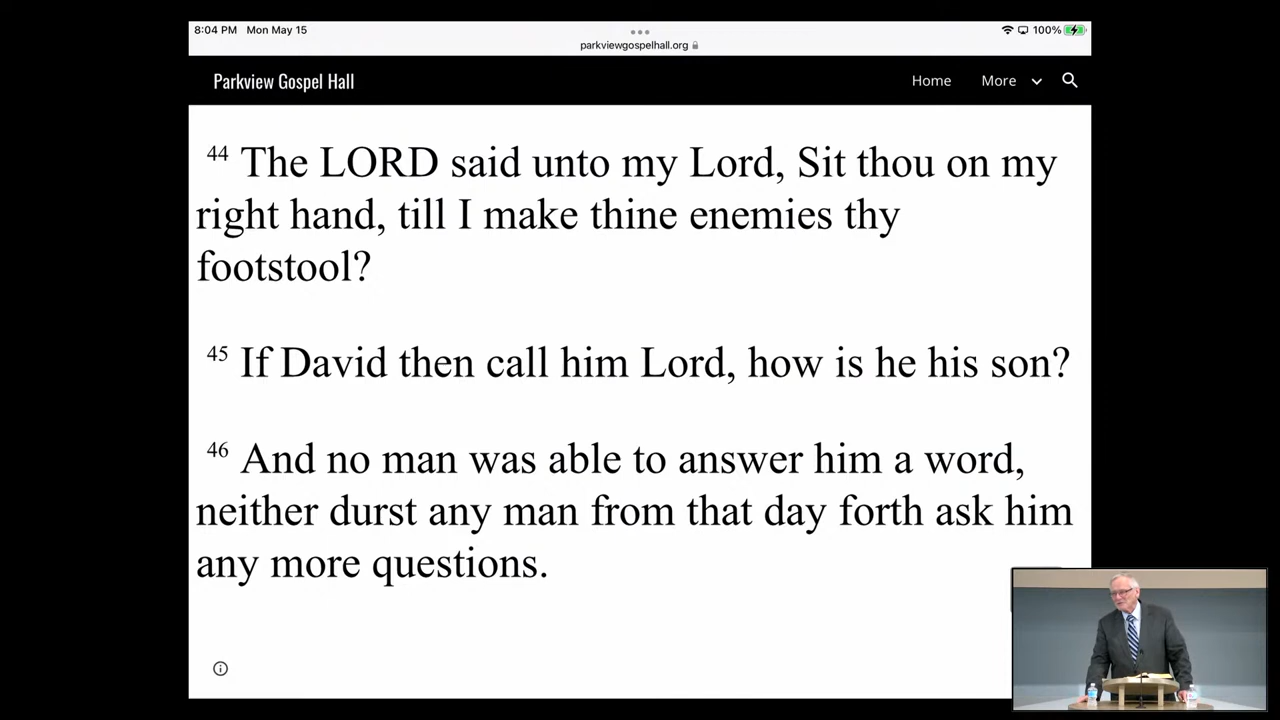 8:04 PM Mon May 15
100%
parkviewgospelhall.org
Parkview Gospel Hall
Home More
44 The LORD said unto my Lord, Sit thou on my
right hand, till I make thine enemies thy
footstool?
45 If David then call him Lord, how is he his son?
46 And no man was able to answer him a word,
neither durst any man from that day forth ask him
any more questions.